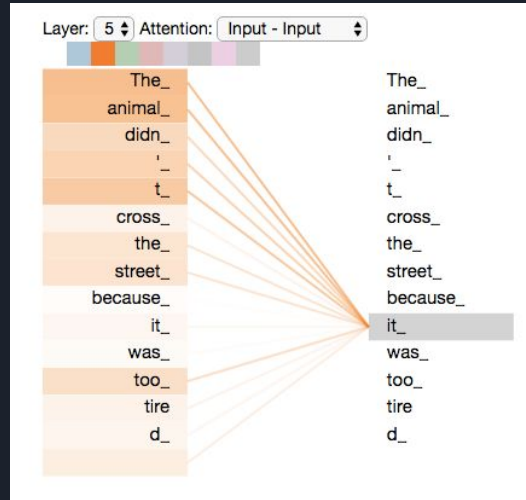 Layer: 5 Attention: Input - Input
The_ The_
animal_ animal_
didn_ didn_
'_ '_
t_ t_
cross_ cross_
the_ the_
street_ street_
because_ because_
it_ it_
was_ was_
too_ too_
tire tire
d_ d_